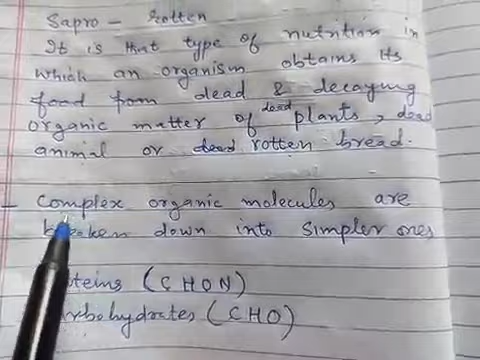 Sapro - rotten
It is that type of nutrition in
which an organism obtains its
food from dead & decaying
organic matter of dead plants, dead
animal or dead rotten bread.
- Complex organic molecules are
broken down into simpler ones
teins (CHON)
rbohydrates (CHO)